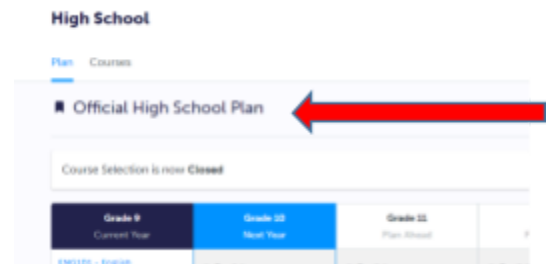 High School
Plan Courses
Official High School Plan
Course Selection is now Closed
Grade 9 Grade 10 Grade 11
Current Year Next Year Plan Ahead
English